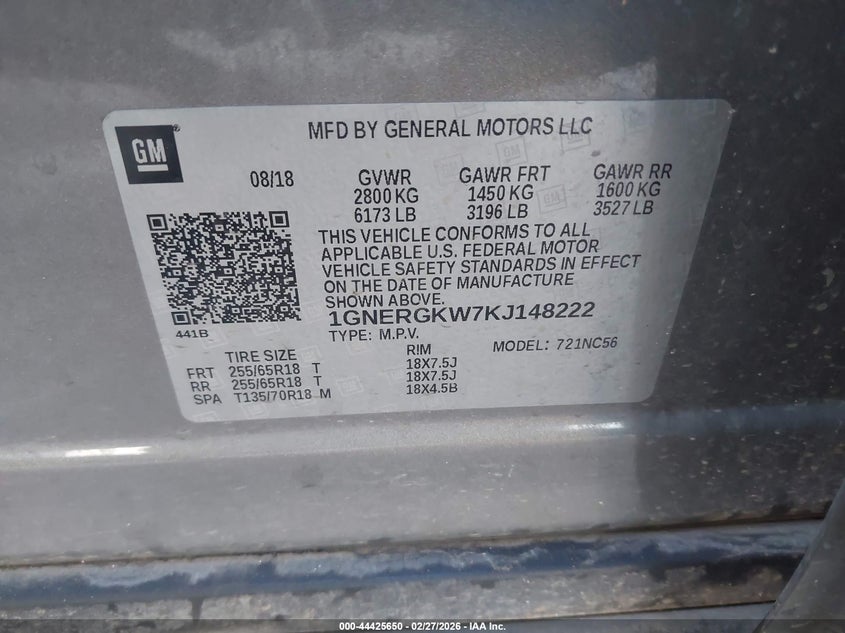 GM
MFD BY GENERAL MOTORS LLC
08/18 GVWR GAWR FRT GAWR RR
2800 KG 1450 KG 1600 KG
6173 LB 3196 LB 3527 LB
THIS VEHICLE CONFORMS TO ALL
APPLICABLE U.S. FEDERAL MOTOR
VEHICLE SAFETY STANDARDS IN EFFECT
ON THE DATE OF MANUFACTURE
SHOWN ABOVE.
1GNERGKW7KJ148222
441B
TYPE: M.P.V. MODEL: 721NC56
TIRE SIZE RIM
FRT 255/65R18 T 18X7.5J
RR 255/65R18 T 18X7.5J
SPA T135/70R18 M 18X4.5B
000-44425650 - 02/27/2026 - IAA Inc.